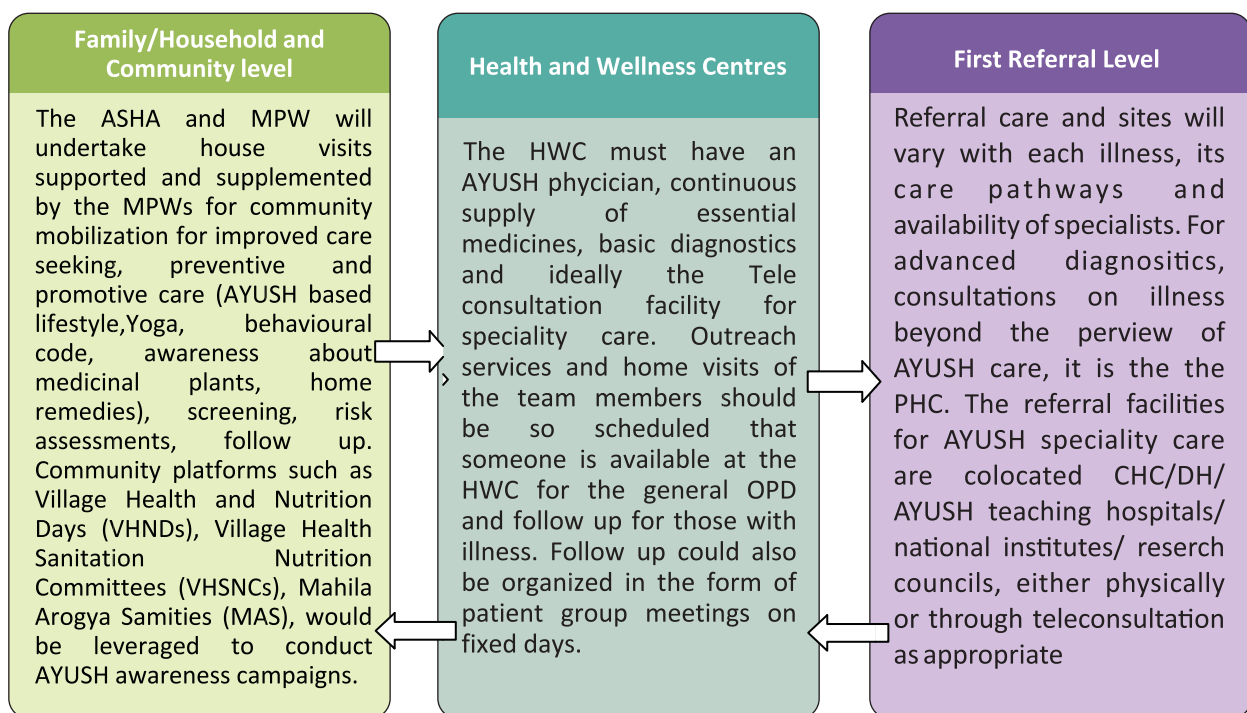 Family/Household and
Community level
The ASHA and MPW will
undertake house visits
supported and supplemented
by the MPWs for community
mobilization for improved care
seeking, preventive and
promotive care (AYUSH based
lifestyle,Yoga, behavioural
code, awareness about
medicinal plants, home
remedies), screening, risk
assessments, follow up.
Community platforms such as
Village Health and Nutrition
Days (VHNDs), Village Health
Sanitation Nutrition
Committees (VHSNCs), Mahila
Arogya Samities (MAS), would
be leveraged to conduct
AYUSH awareness campaigns.
Health and Wellness Centres
The HWC must have an
AYUSH phycician, continuous
supply of essential
medicines, basic diagnostics
and ideally the Tele
consultation facility for
speciality care. Outreach
services and home visits of
the team members should
be so scheduled that
someone is available at the
HWC for the general OPD
and follow up for those with
illness. Follow up could also
be organized in the form of
patient group meetings on
fixed days.
First Referral Level
Referral care and sites will
vary with each illness, its
care pathways and
availability of specialists. For
advanced diagnositics,
consultations on illness
beyond the perview of
AYUSH care, it is the the
PHC. The referral facilities
for AYUSH speciality care
are colocated CHC/DH/
AYUSH teaching hospitals/
national institutes/ reserch
councils, either physically
or through teleconsultation
as appropriate